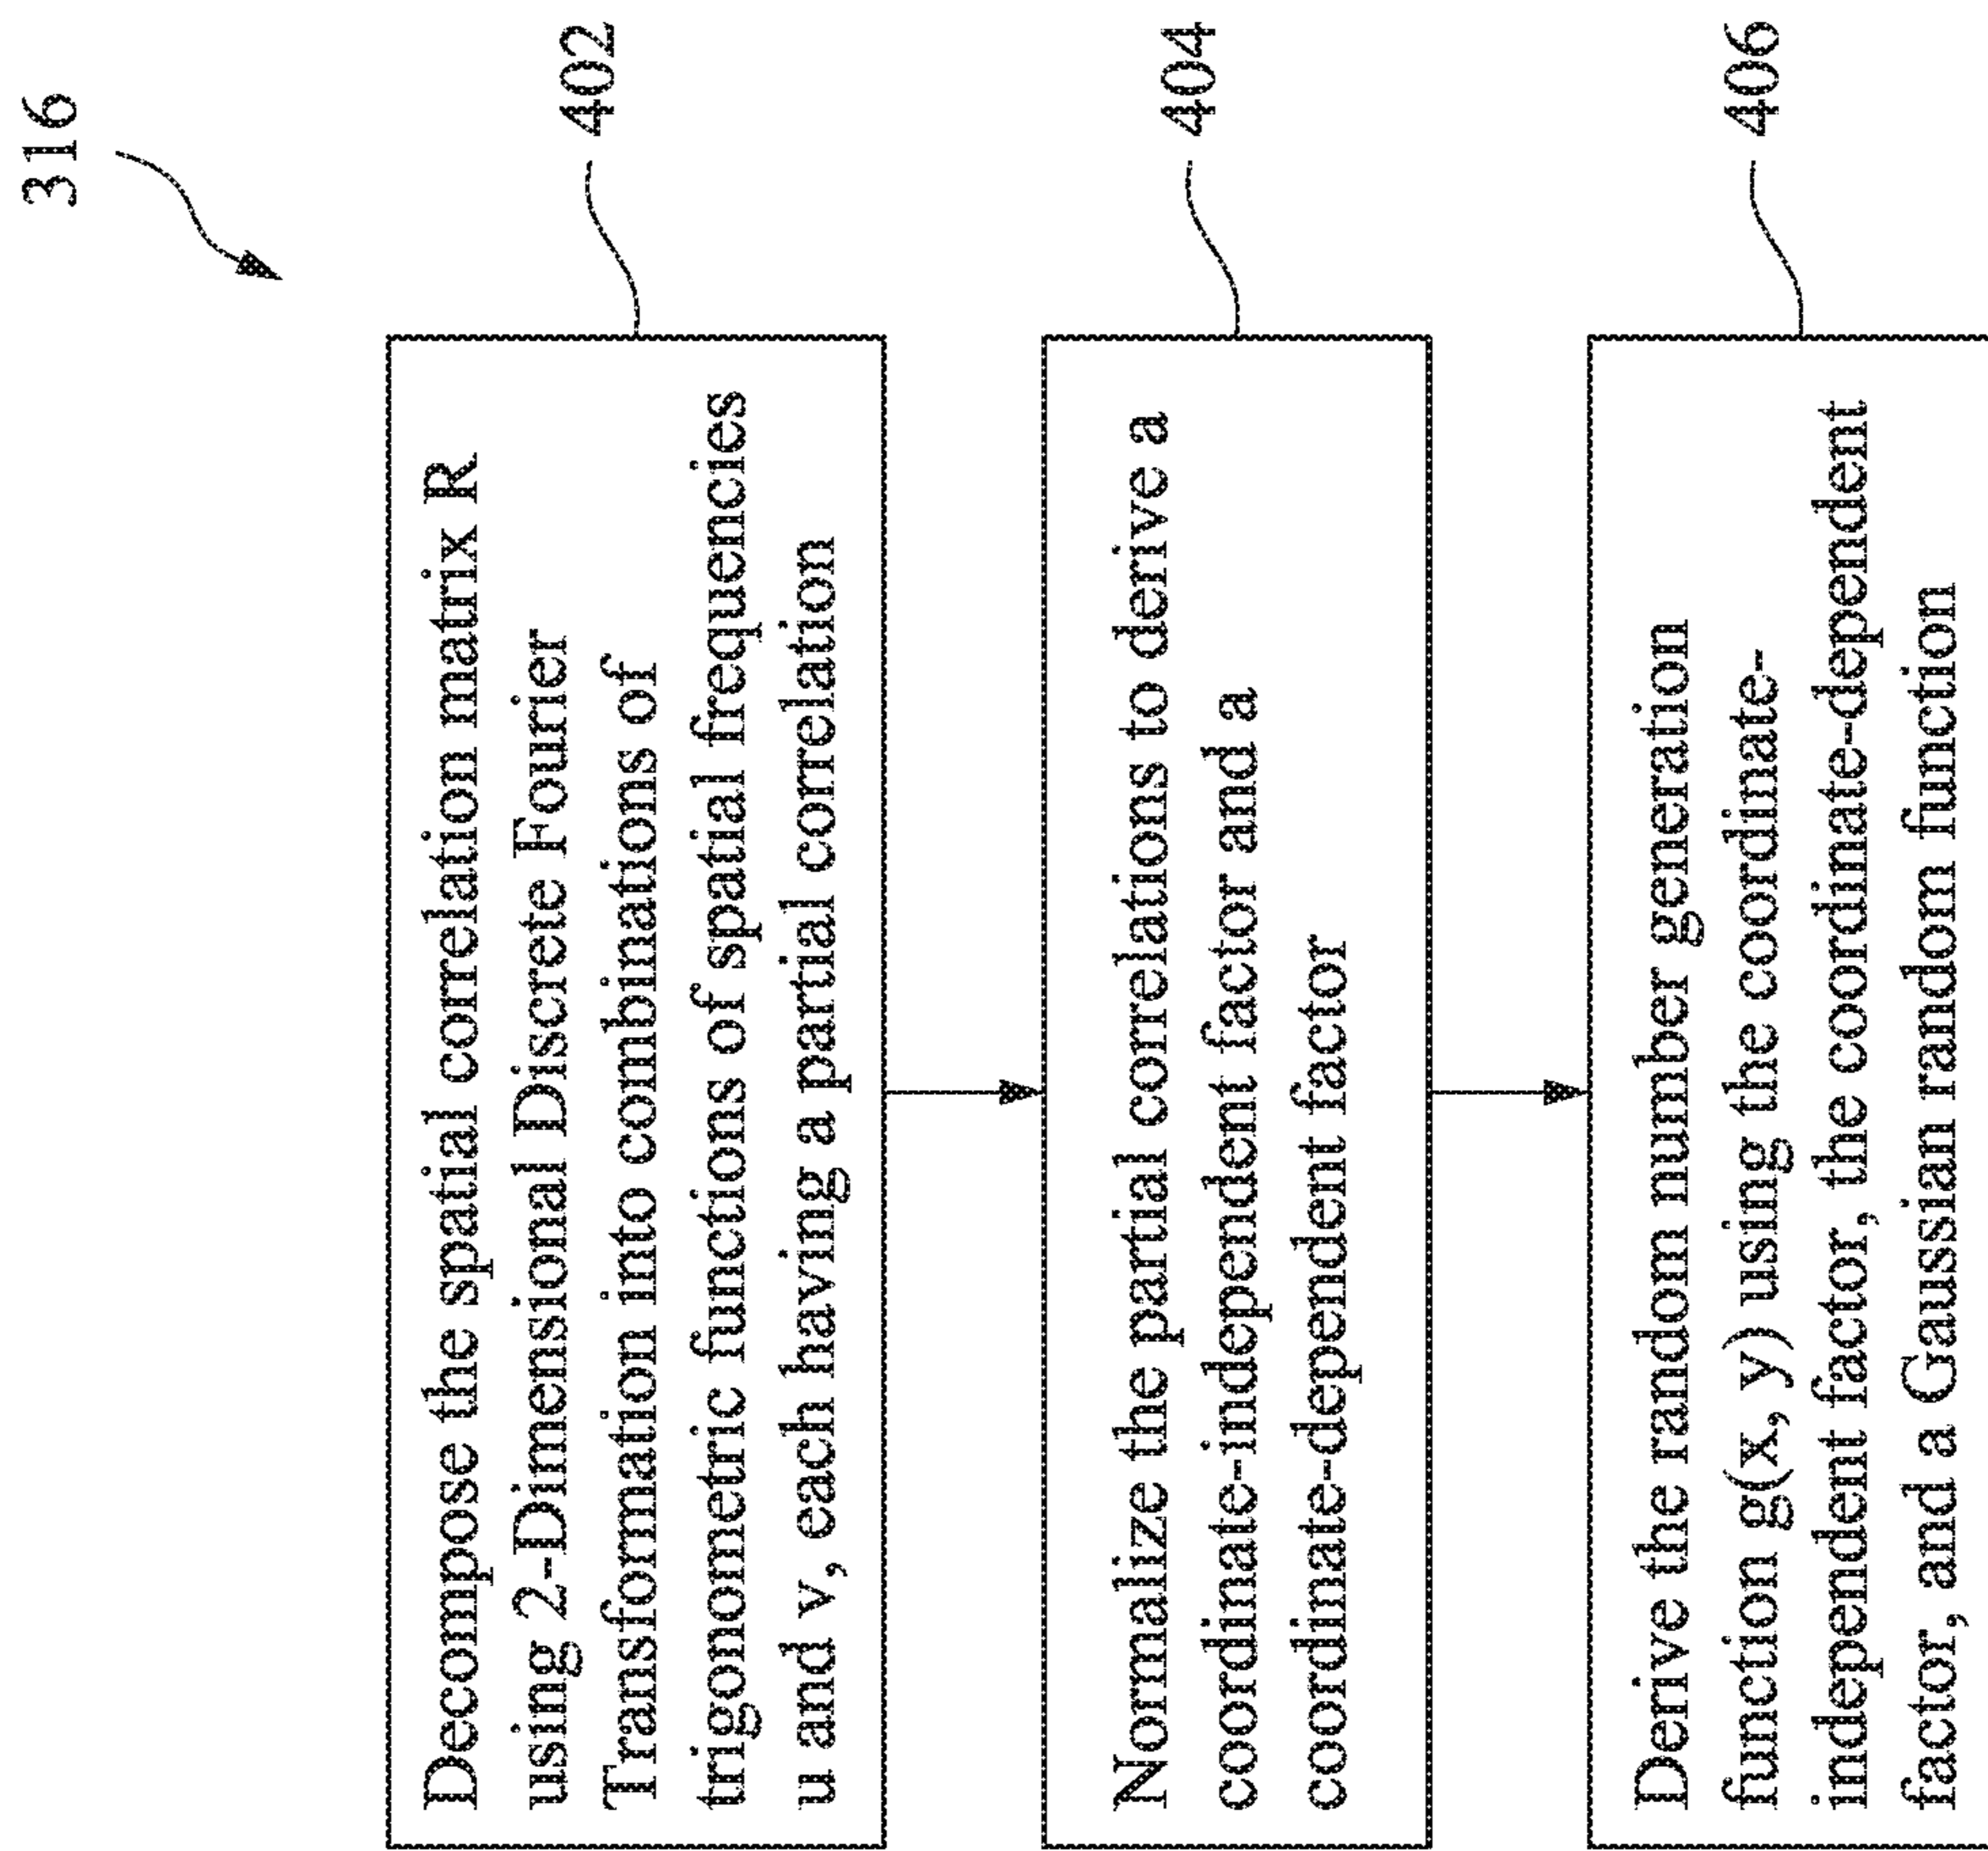 316
Decompose the spatial correlation matrix R
using 2-Dimensional Discrete Fourier
Transformation into combinations of
trigonometric functions of spatial frequencies
u and v, each having a partial correlation
402
Normalize the partial correlations to derive a
coordinate-independent factor and a
coordinate-dependent factor
404
Derive the random number generation
function g(x, y) using the coordinate-
independent factor, the coordinate-dependent
factor, and a Gaussian random function
406